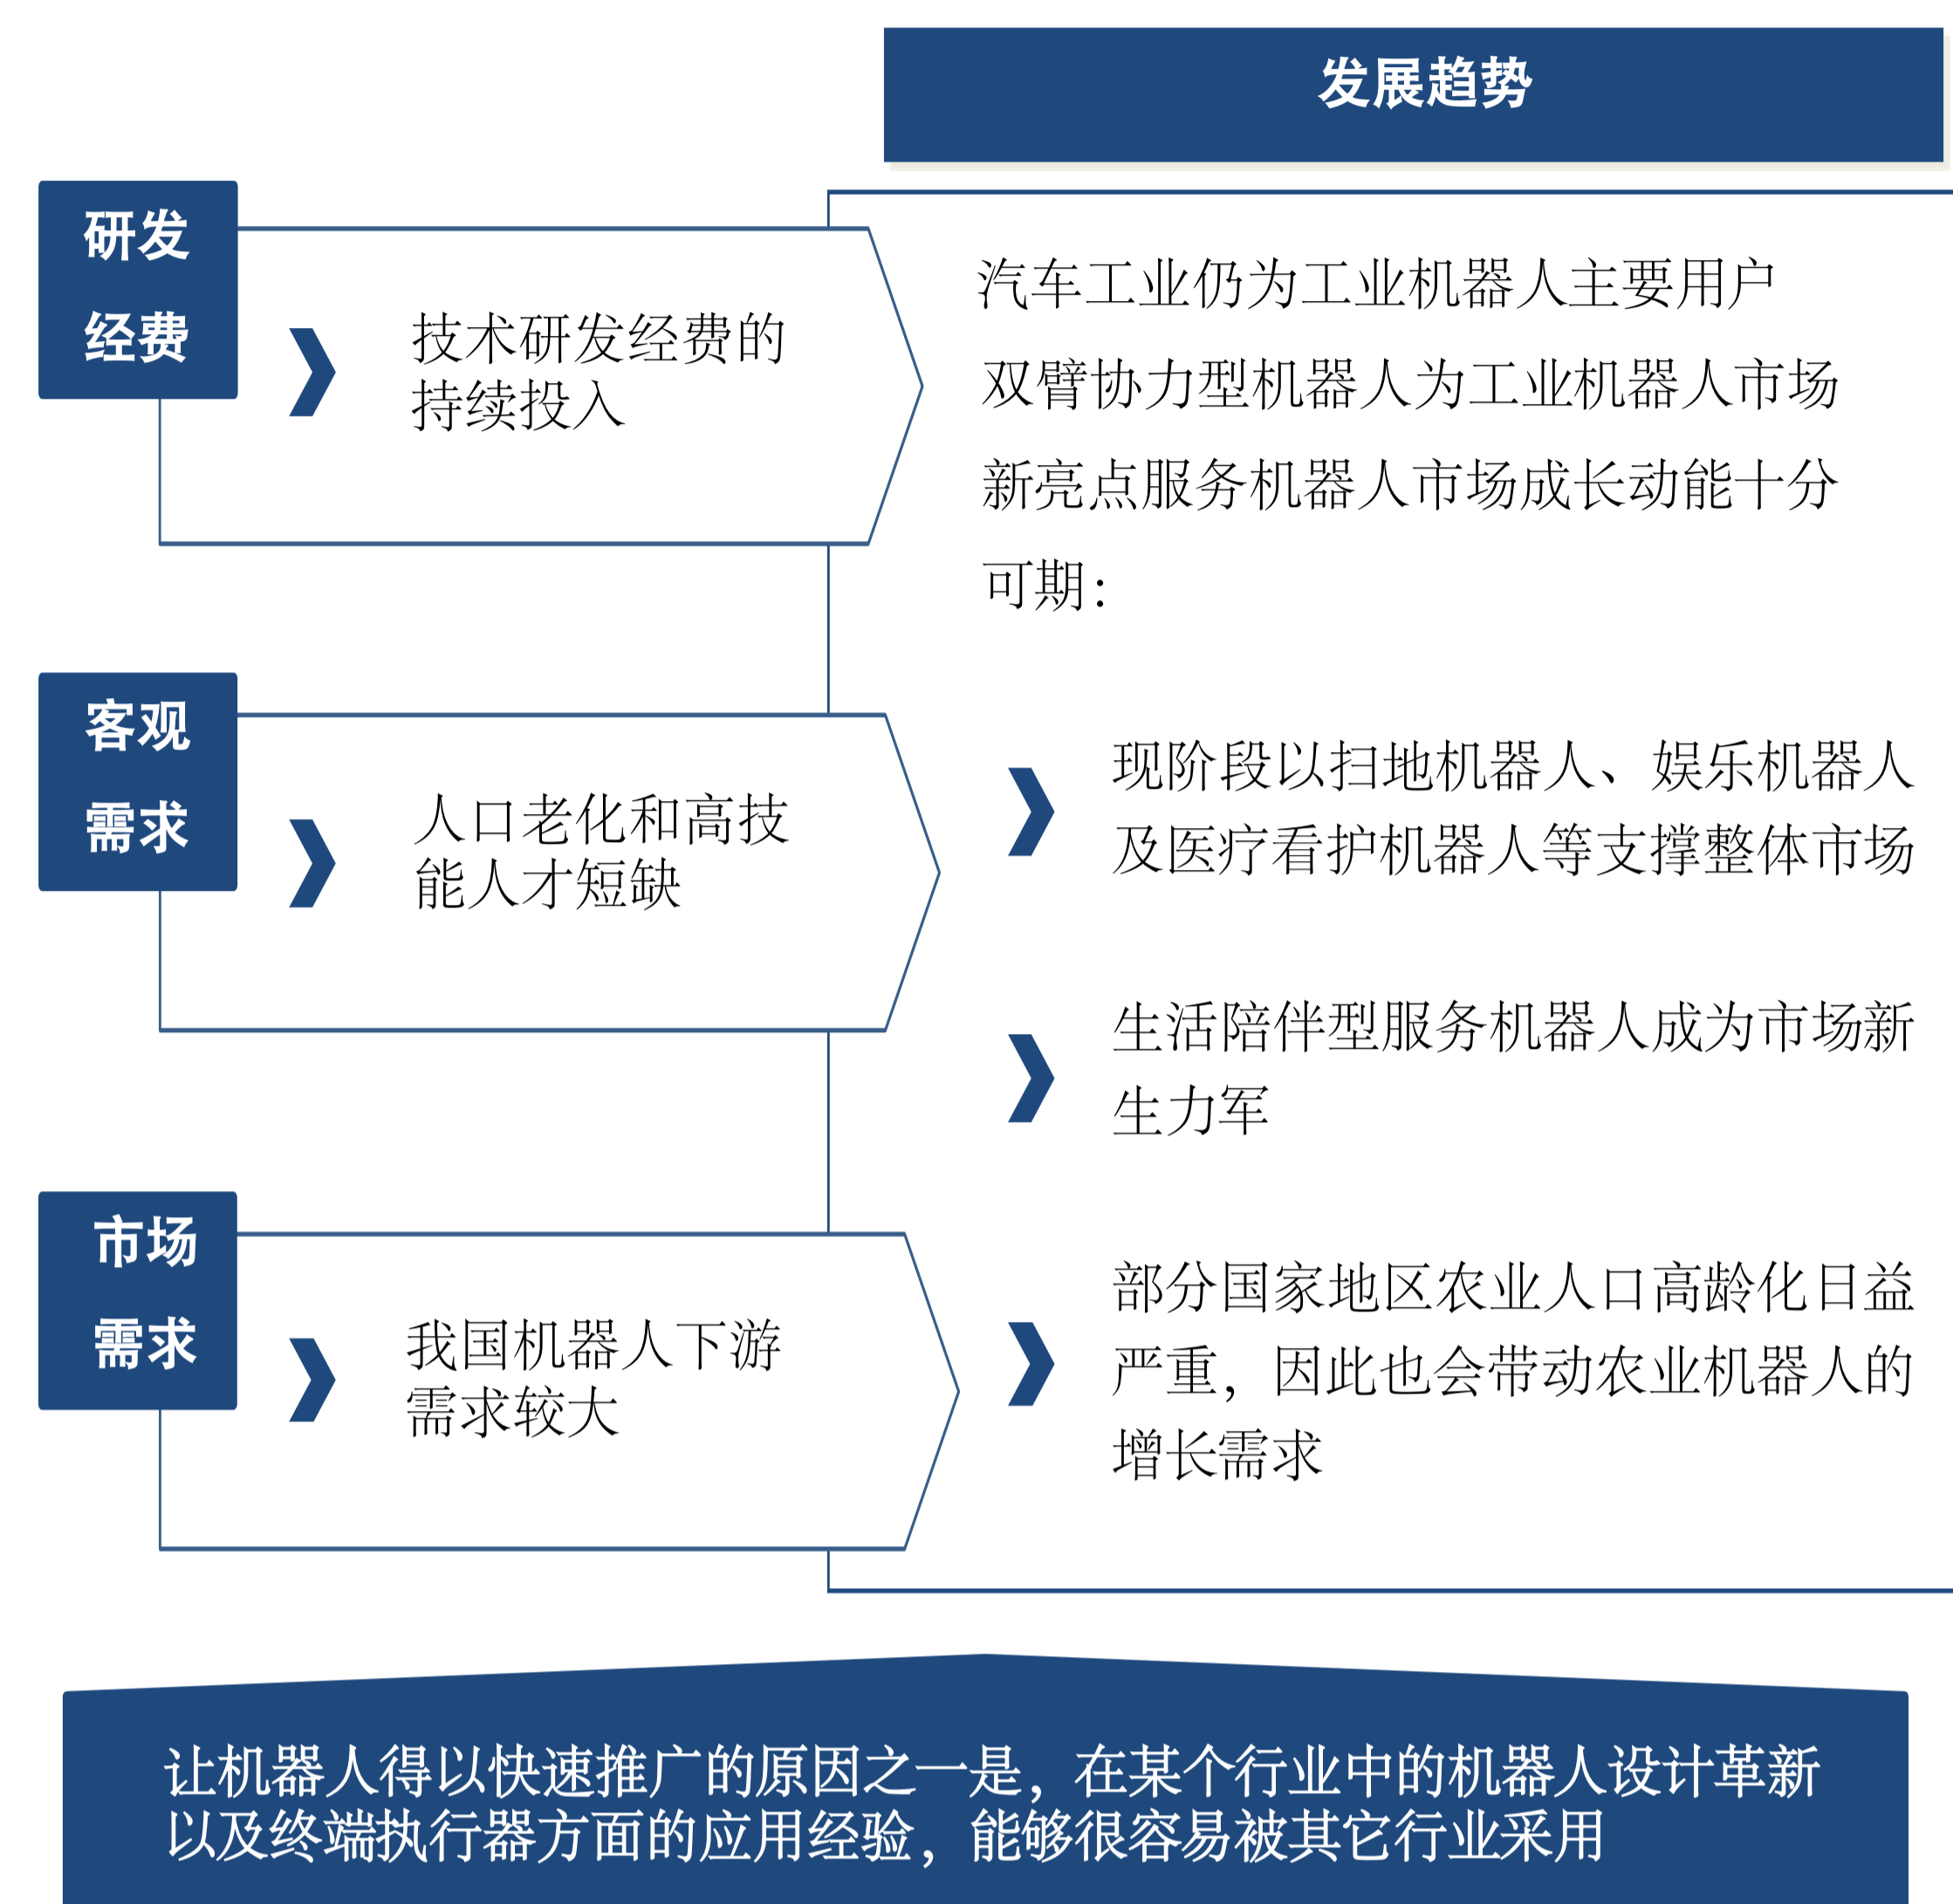 发展趋势
研发
经费
技术研发经费的
持续投入
客观
需求
人口老化和高技
能人才短缺
市场
需求
我国机器人下游
需求较大
汽车工业仍为工业机器人主要用户
双臂协力型机器人为工业机器人市场
新亮点服务机器人市场成长动能十分
可期：
现阶段以扫地机器人、娱乐机器人
及医疗看护机器人等支撑整体市场
生活陪伴型服务机器人成为市场新
生力军
部分国家地区农业人口高龄化日益
严重，因此也会带动农业机器人的
增长需求
让机器人得以快速推广的原因之一是，在某个行业中的机器人设计革新
以及终端执行器方面的应用经验，能够很容易被其它行业采用